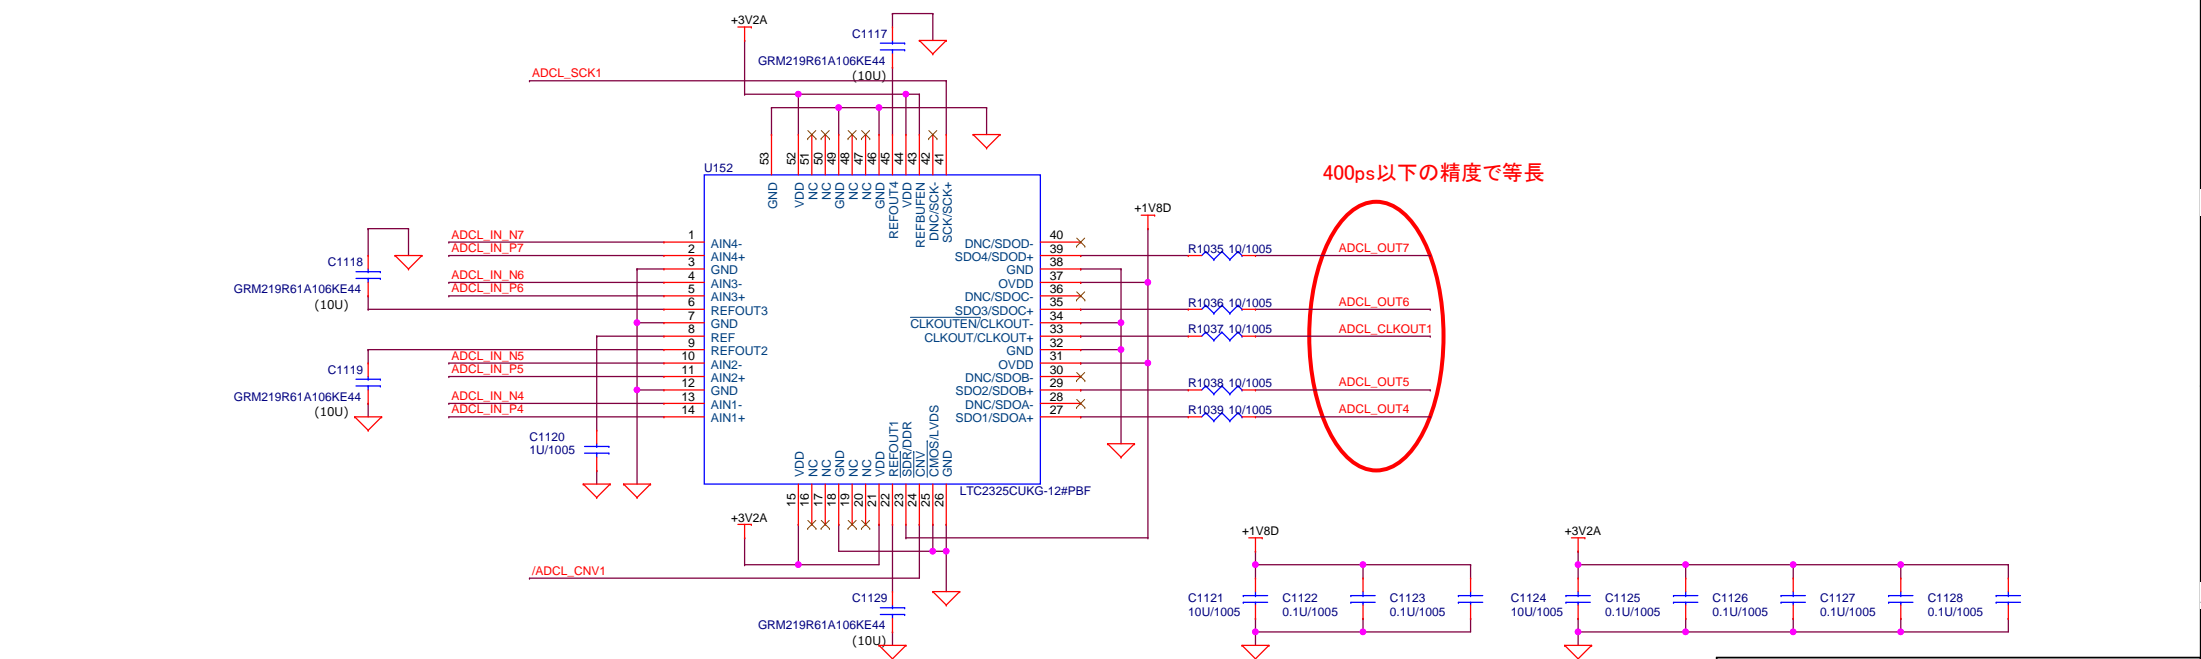 +3V2A
C1117
GRM219R61A106KE44
(10U)
ADCL_SCK1
53
52
51
50
49
48
47
46
45
44
43
42
41
U152
GND
VDD
NC
NC
GND
NC
NC
GND
REFOUT4
VDD
REFBUFEN
DNC/SCK-
SCK/SCK+
400ps以下の精度で等長
+1V8D
ADCL_IN_N7 1 AIN4-
ADCL_IN_P7 2 AIN4+
3 GND
ADCL_IN_N6 4 AIN3-
ADCL_IN_P6 5 AIN3+
6 REFOUT3
7 GND
8 REF
9 REFOUT2
ADCL_IN_N5 10 AIN2-
ADCL_IN_P5 11 AIN2+
12 GND
ADCL_IN_N4 13 AIN1-
ADCL_IN_P4 14 AIN1+
C1118
GRM219R61A106KE44
(10U)
C1119
GRM219R61A106KE44
(10U)
C1120
1U/1005
DNC/SDOD- 40
SDO4/SDOD+ 39 R1035 10/1005 ADCL_OUT7
GND 38
OVDD 37
DNC/SDOC- 36
SDO3/SDOC+ 35 R1036 10/1005 ADCL_OUT6
CLKOUTEN/CLKOUT- 34
CLKOUT/CLKOUT+ 33 R1037 10/1005 ADCL_CLKOUT1
GND 32
OVDD 31
DNC/SDOB- 30
SDO2/SDOB+ 29 R1038 10/1005 ADCL_OUT5
DNC/SDOA- 28
SDO1/SDOA+ 27 R1039 10/1005 ADCL_OUT4
VDD
NC
NC
GND
NC
NC
VDD
REFOUT1
SDR/DDR
CNV
CMOS/LVDS
GND
15
16
17
18
19
20
21
22
23
24
25
26
LTC2325CUKG-12#PBF
+3V2A
/ADCL_CNV1
C1129
GRM219R61A106KE44
(10U)
+1V8D
C1121
10U/1005
C1122
0.1U/1005
C1123
0.1U/1005
+3V2A
C1124
10U/1005
C1125
0.1U/1005
C1126
0.1U/1005
C1127
0.1U/1005
C1128
0.1U/1005